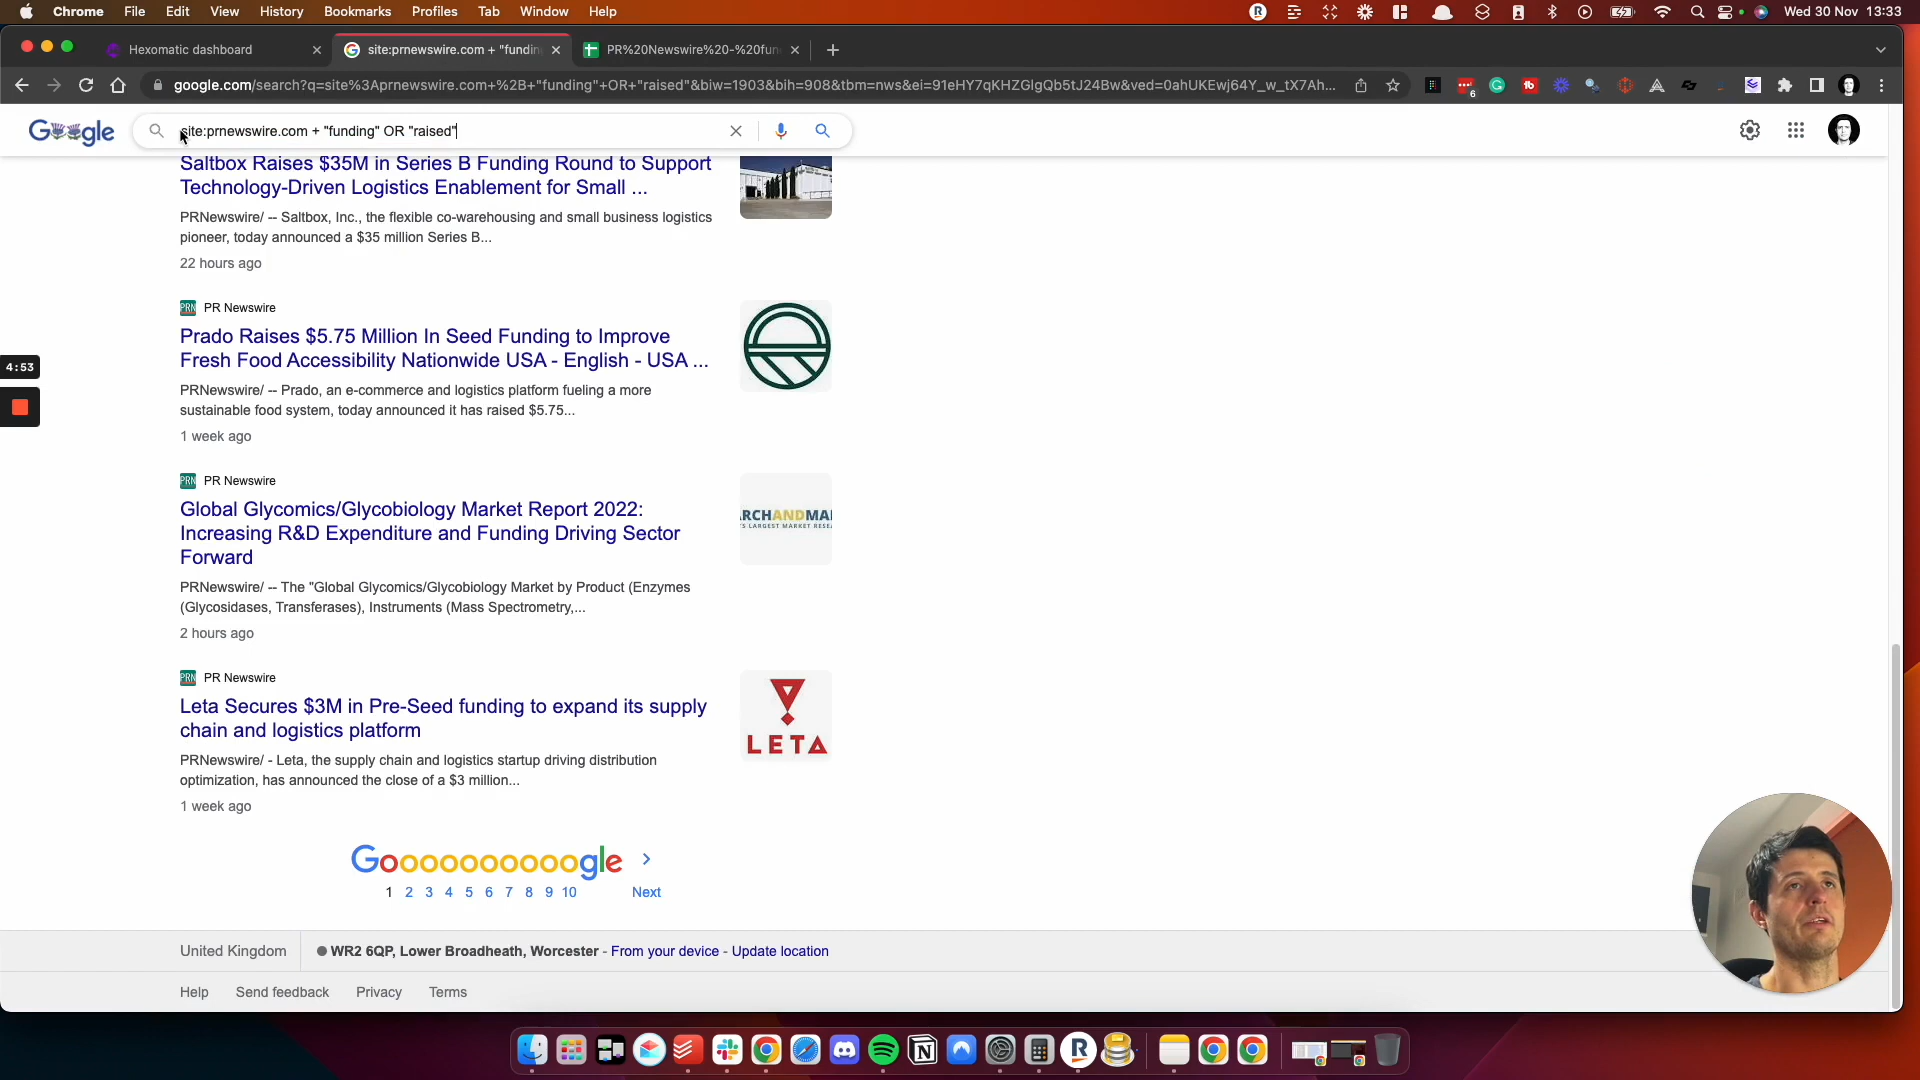 Chrome File Edit View History Bookmarks Profiles Tab Window Help Wed 30 Nov 13:33
Hexomatic dashboard site:prnewswire.com + "fundin PR%20Newswire%20-%20fun
google.com/search?q=site%3Aprnewswire.com+%2B+"funding"+OR+"raised"&biw=1903&bih=908&tbm=nws&ei=91eHY7qKHZGlgQb5tJ24Bw&ved=0ahUKEwj64Y_w_tX7Ah...
6
Google site:prnewswire.com + "funding" OR "raised"
Saltbox Raises $35M in Series B Funding Round to Support
Technology-Driven Logistics Enablement for Small ...
PRNewswire/ -- Saltbox, Inc., the flexible co-warehousing and small business logistics
pioneer, today announced a $35 million Series B...
22 hours ago
PRN PR Newswire
Prado Raises $5.75 Million In Seed Funding to Improve
Fresh Food Accessibility Nationwide USA - English - USA ...
4:53
PRNewswire/ -- Prado, an e-commerce and logistics platform fueling a more
sustainable food system, today announced it has raised $5.75...
1 week ago
PRN PR Newswire
Global Glycomics/Glycobiology Market Report 2022:
Increasing R&D Expenditure and Funding Driving Sector
Forward
ARCHANDMAR
PRNewswire/ -- The "Global Glycomics/Glycobiology Market by Product (Enzymes
(Glycosidases, Transferases), Instruments (Mass Spectrometry,...
2 hours ago
PRN PR Newswire
Leta Secures $3M in Pre-Seed funding to expand its supply
chain and logistics platform
LETA
PRNewswire/ - Leta, the supply chain and logistics startup driving distribution
optimization, has announced the close of a $3 million...
1 week ago
Goooooooooogle >
1 2 3 4 5 6 7 8 9 10 Next
United Kingdom WR2 6QP, Lower Broadheath, Worcester - From your device - Update location
Help Send feedback Privacy Terms